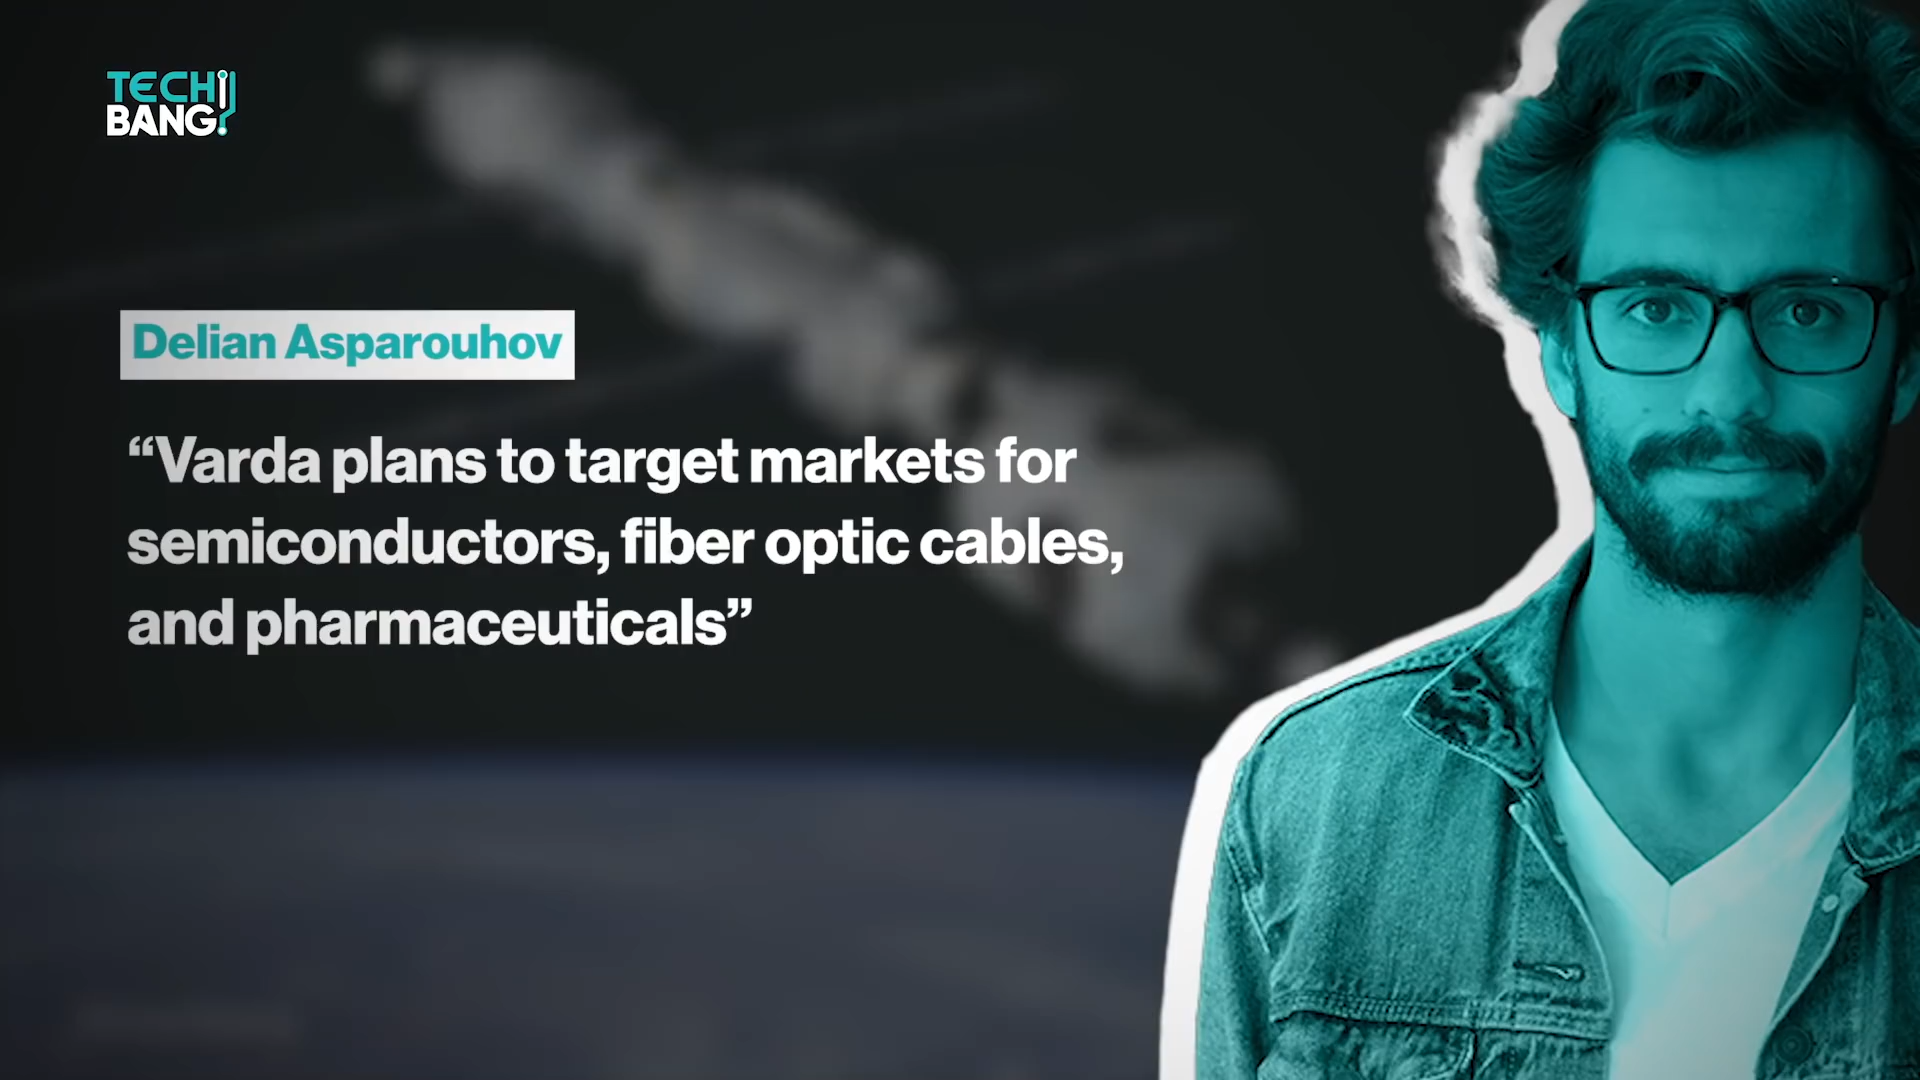 TECH
BANG!
Delian Asparouhov
“Varda plans to target markets for
semiconductors, fiber optic cables,
and pharmaceuticals”